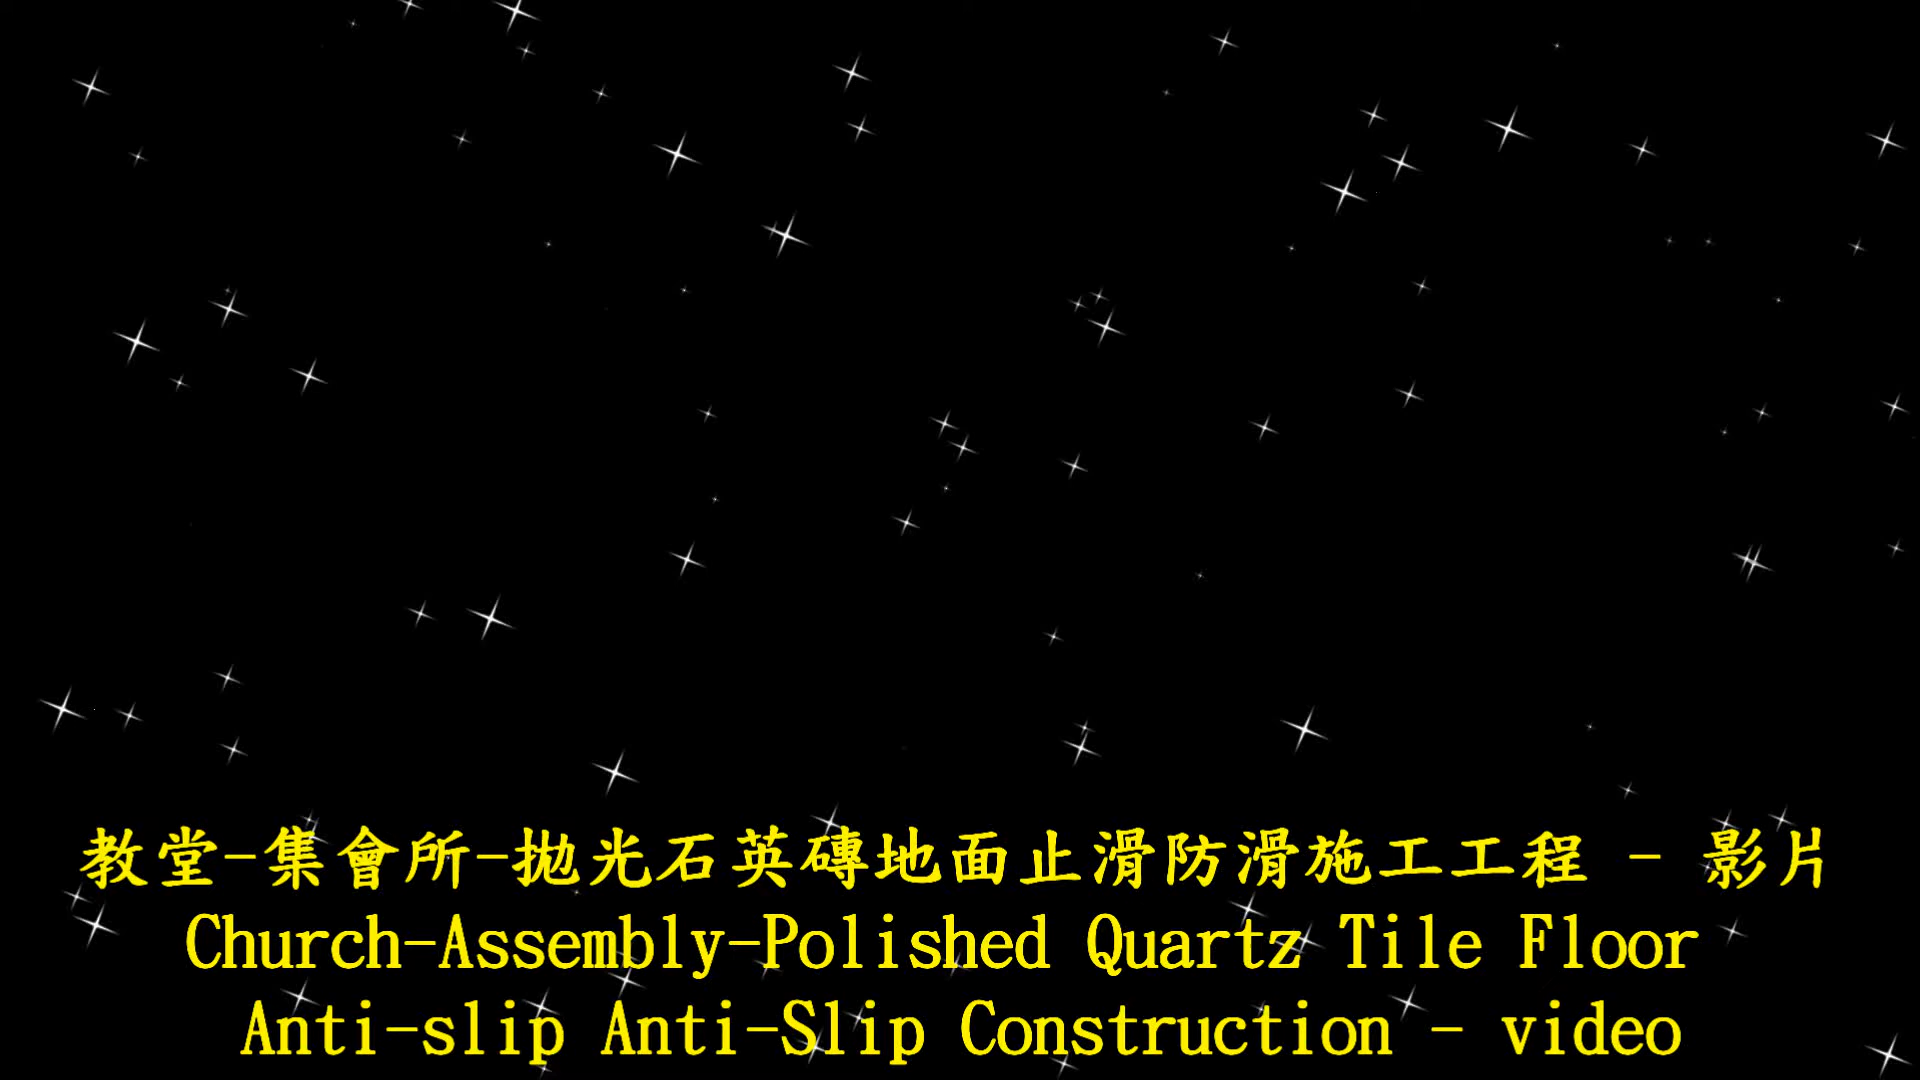 教堂-集會所-拋光石英磚地面止滑防滑施工工程 - 影片
Church-Assembly-Polished Quartz Tile Floor
Anti-slip Anti-Slip Construction - video